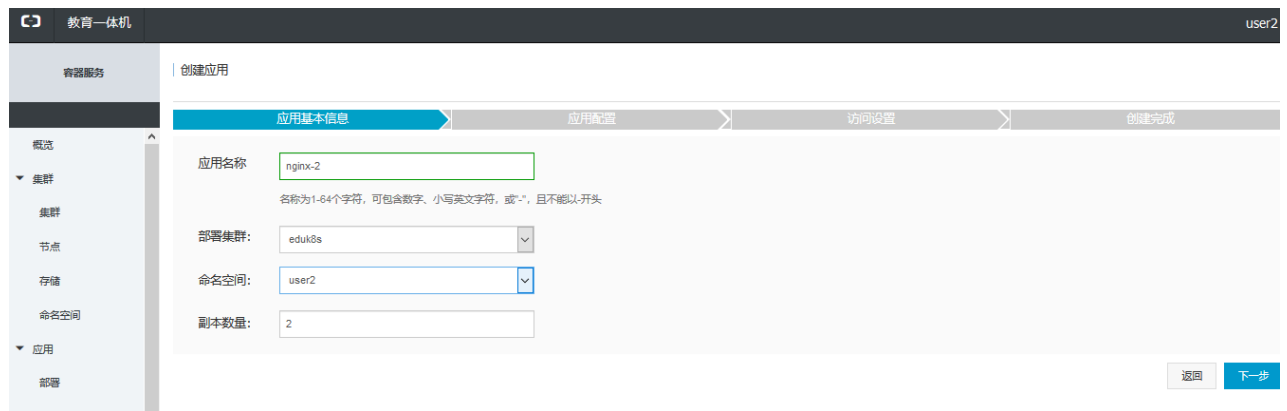 教育一体机
user2
容器服务
创建应用
应用基本信息
应用配置
访问设置
创建完成
概览
集群
集群
节点
存储
命名空间
应用
部署
应用名称
nginx-2
名称为1-64个字符，可包含数字、小写英文字符，或"-"，且不能以-开头
部署集群：
eduk8s
命名空间：
user2
副本数量：
2
返回
下一步